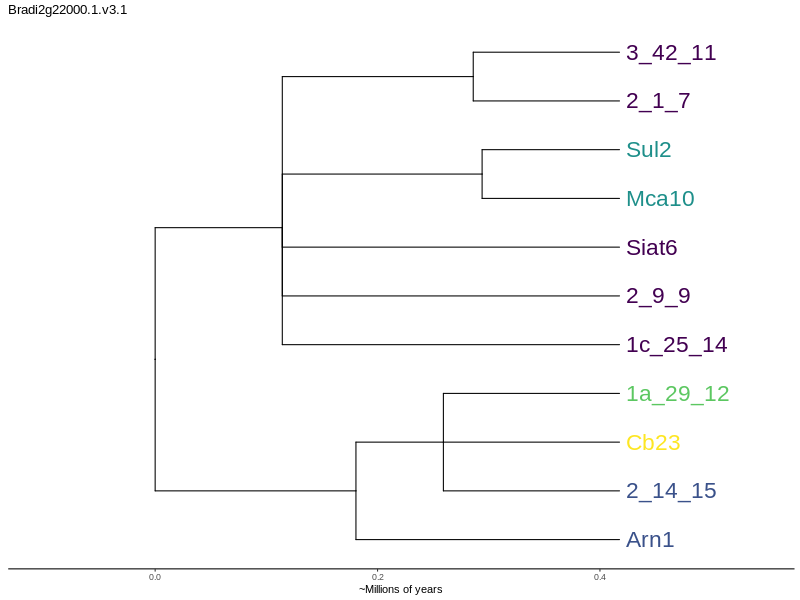 Bradi2g22000.1.v3.1
3_42_11
2_1_7
Sul2
Mca10
Siat6
2_9_9
1c_25_14
1a_29_12
Cb23
2_14_15
Arn1
0.0 0.2 0.4
~Millions of years